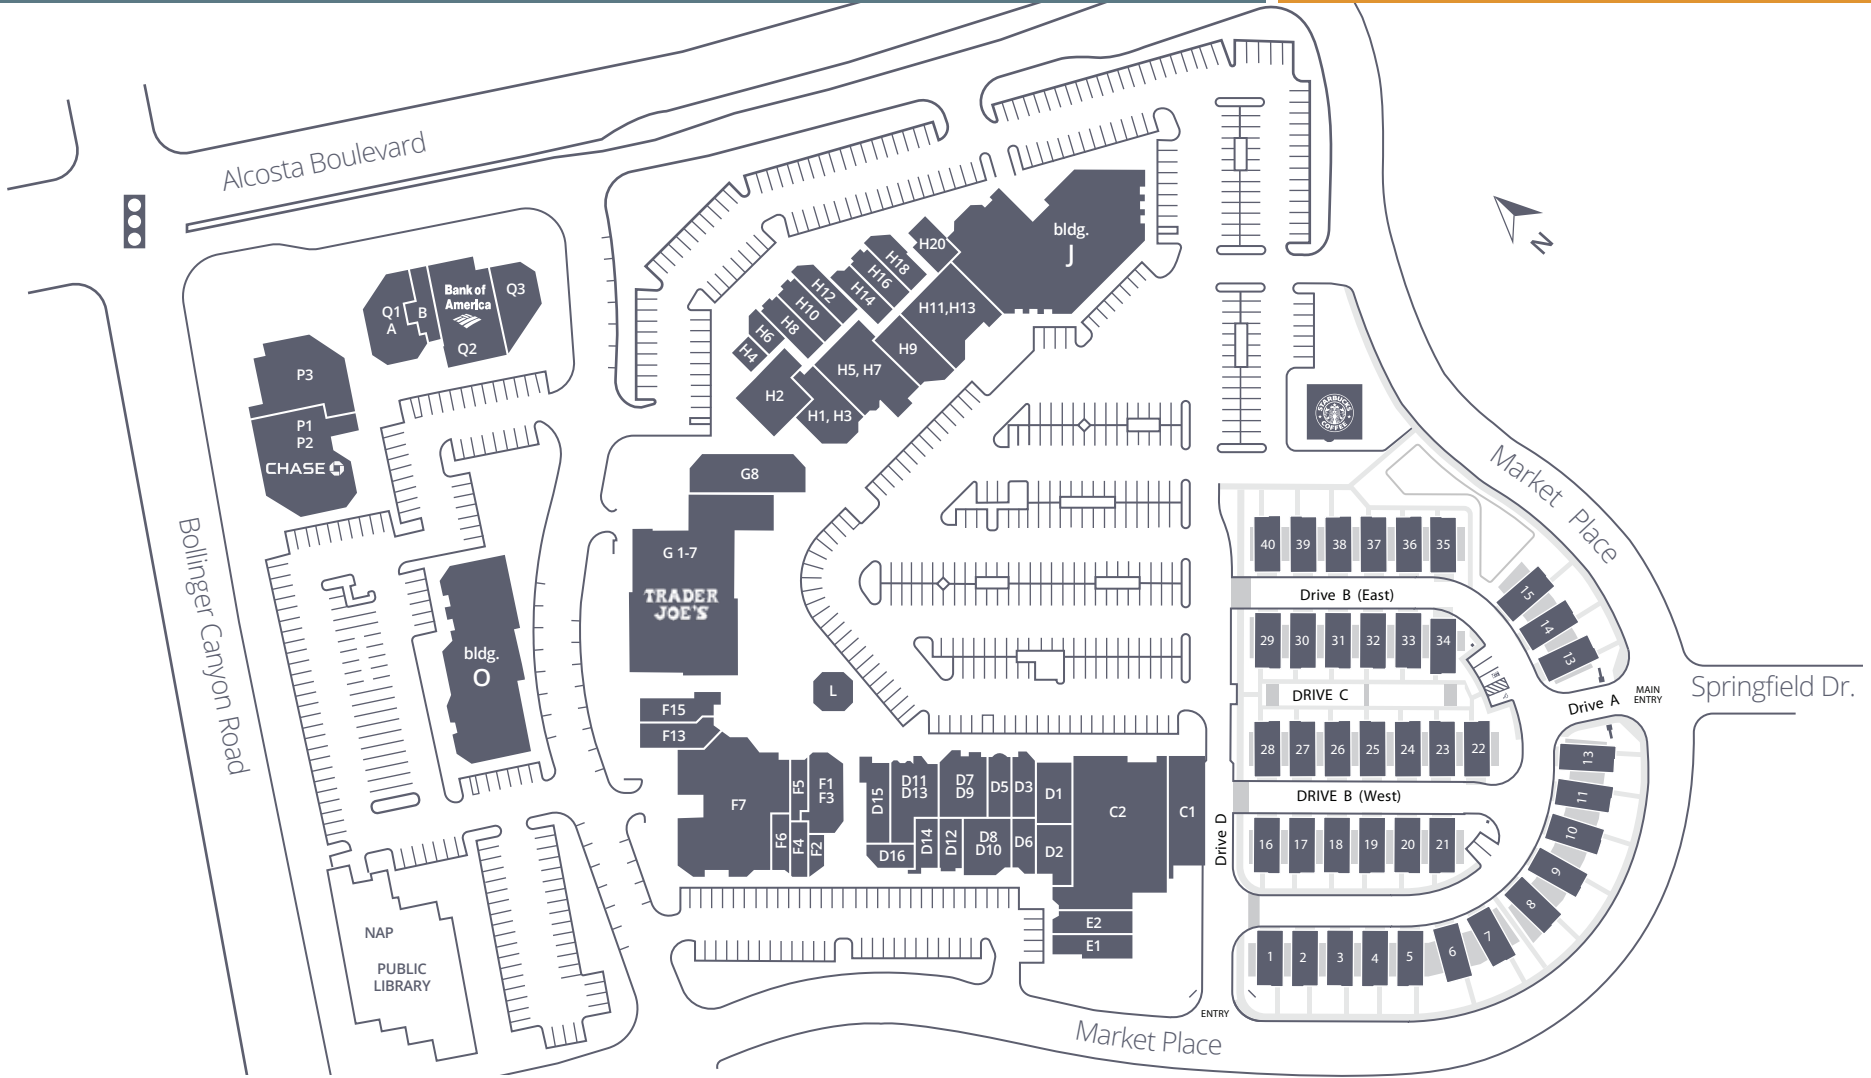 Alcosta Boulevard
Bollinger Canyon Road
Q1
A
B
Bank of
America
Q2
Q3
P3
P1
P2
CHASE
bldg.
O
NAP
PUBLIC
LIBRARY
H20
H18
H16
H14
H12
H10
H8
H6
H4
H2
H1, H3
H5, H7
H9
H11,H13
bldg.
J
G8
G 1-7
TRADER
JOE'S
L
F15
F13
F7
F5
F1
F3
F6
F4
F2
D15
D11
D13
D7
D9
D5
D3
D1
D16
D14
D12
D8
D10
D6
D2
C2
C1
E2
E1
STARBUCKS
COFFEE
N
Market Place
40
39
38
37
36
35
Drive B (East)
29
30
31
32
33
34
DRIVE C
28
27
26
25
24
23
22
DRIVE B (West)
Drive D
16
17
18
19
20
21
1
2
3
4
5
6
7
8
9
10
11
13
15
14
13
Drive A
MAIN
ENTRY
Springfield Dr.
ENTRY
Market Place